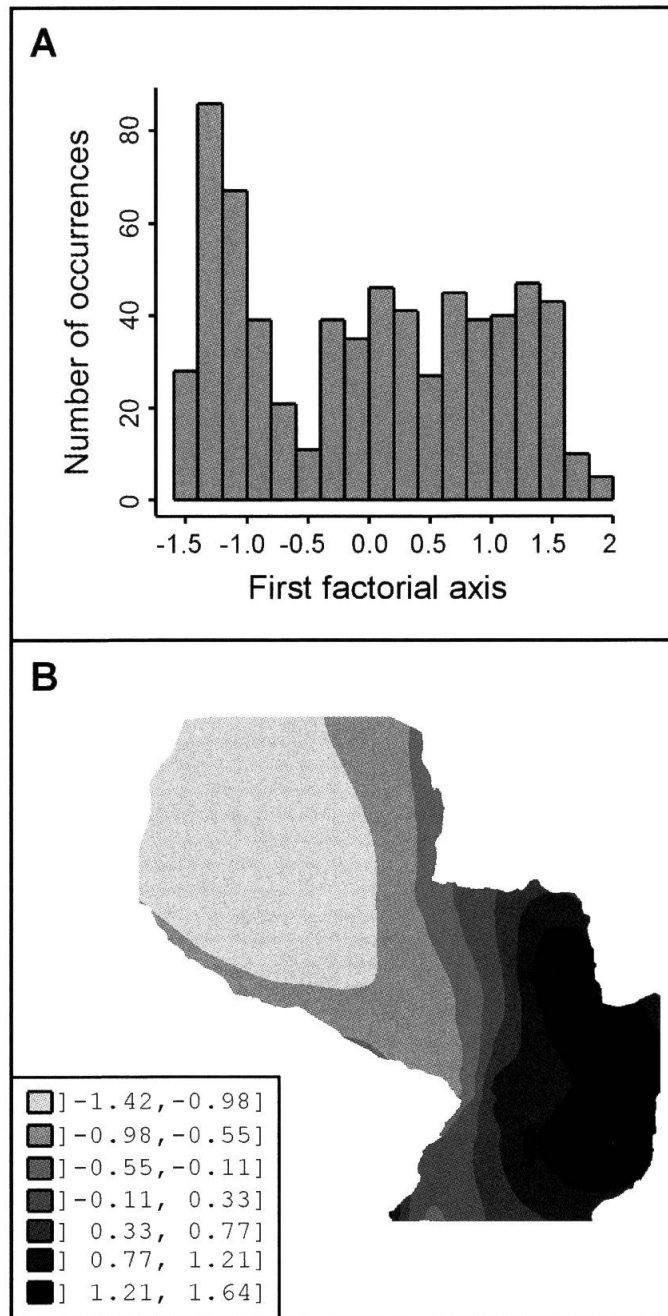 A
Number of occurrences
80
60
40
20
0
-1.5 -1.0 -0.5 0.0 0.5 1.0 1.5 2
First factorial axis
B
]-1.42,-0.98]
]-0.98,-0.55]
]-0.55,-0.11]
]-0.11, 0.33]
] 0.33, 0.77]
] 0.77, 1.21]
] 1.21, 1.64]